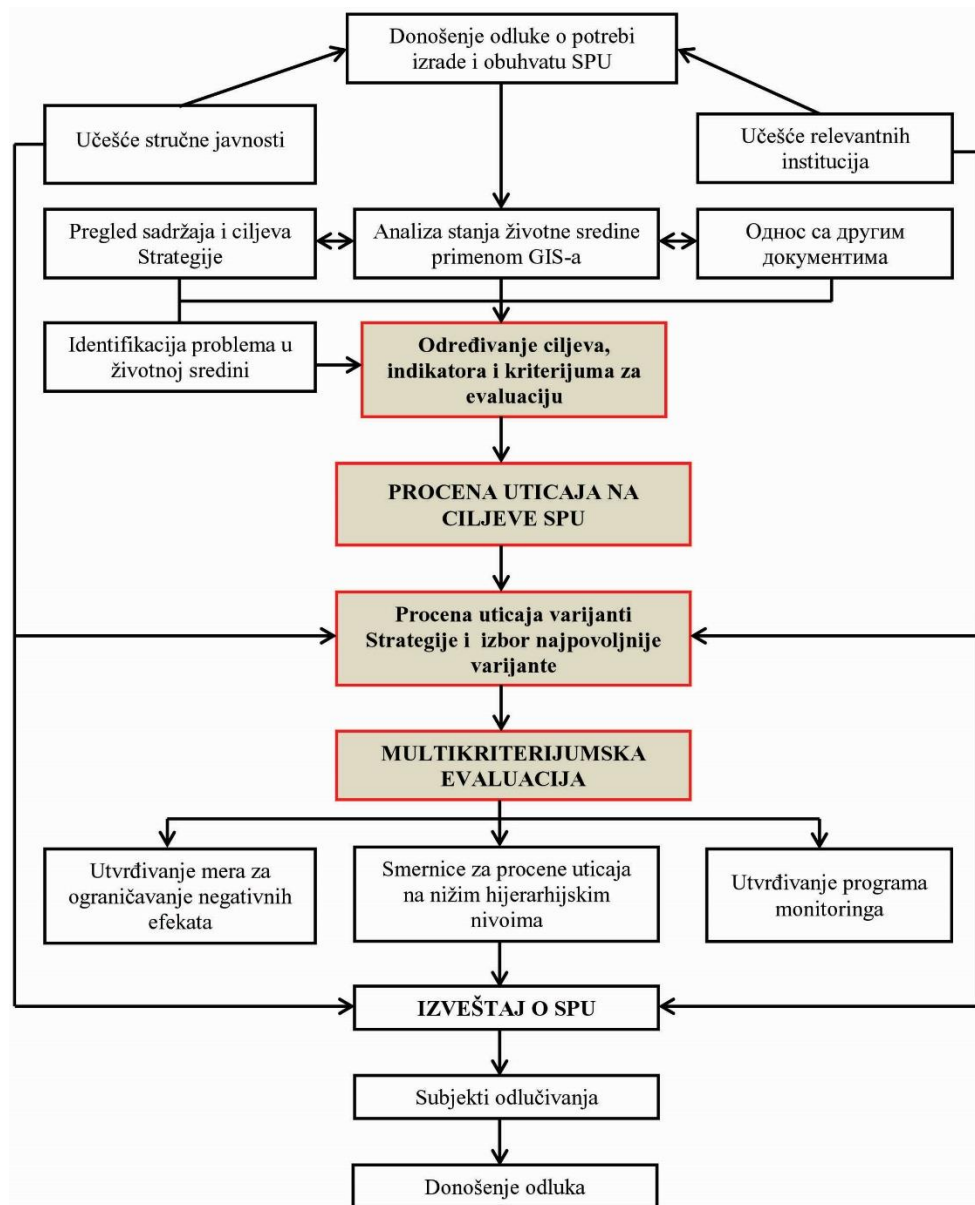 Donošenje odluke o potrebi
izrade i obuhvatu SPU
Učešće stručne javnosti
Učešće relevantnih
institucija
Pregled sadržaja i ciljeva
Strategije
Analiza stanja životne sredine
primenom GIS-a
Однос са другим
документима
Identifikacija problema u
životnoj sredini
Određivanje ciljeva,
indikatora i kriterijuma za
evaluaciju
PROCENA UTICAJA NA
CILJEVE SPU
Procena uticaja varijanti
Strategije i izbor najpovoljnije
varijante
MULTIKRITERIJUMSKA
EVALUACIJA
Utvrđivanje mera za
ograničavanje negativnih
efekata
Smernice za procene uticaja
na nižim hijerarhijskim
nivoima
Utvrđivanje programa
monitoringa
IZVEŠTAJ O SPU
Subjekti odlučivanja
Donošenje odluka